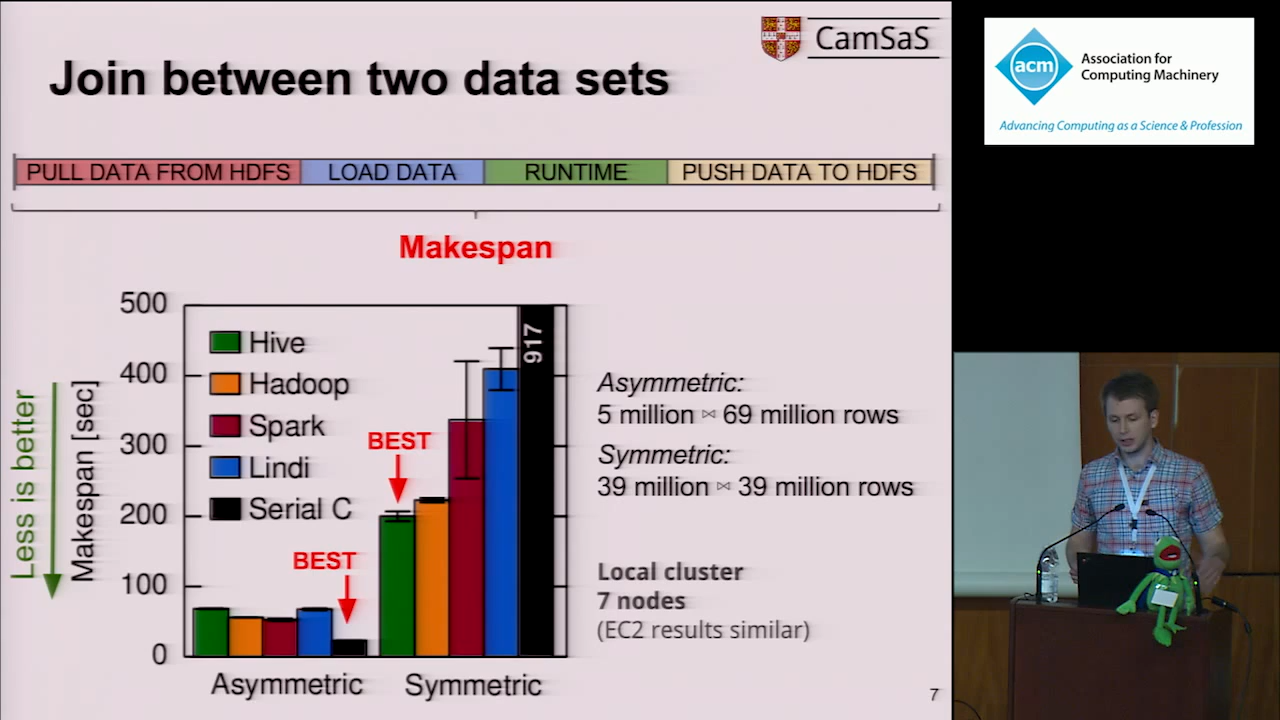 CamSaS
Join between two data sets
PULL DATA FROM HDFS LOAD DATA RUNTIME PUSH DATA TO HDFS
Makespan
Less is better
Makespan [sec]
500
400
300
200
100
0
Hive
Hadoop
Spark
Lindi
Serial C
BEST
BEST
917
Asymmetric
Symmetric
Asymmetric:
5 million ⋈ 69 million rows
Symmetric:
39 million ⋈ 39 million rows
Local cluster
7 nodes
(EC2 results similar)
7
acm
Association for
Computing Machinery
Advancing Computing as a Science & Profession